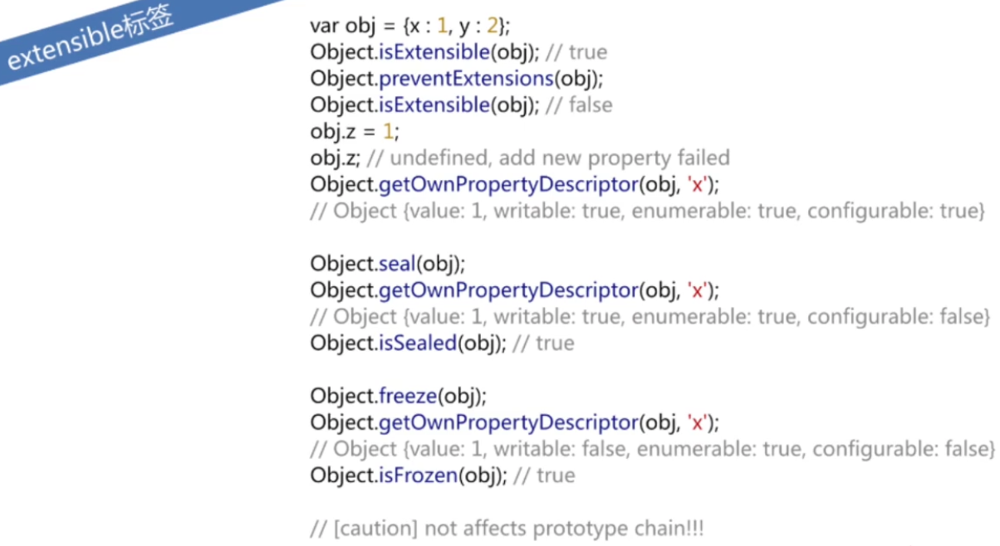 extensible标签
var obj = {x : 1, y : 2};
Object.isExtensible(obj); // true
Object.preventExtensions(obj);
Object.isExtensible(obj); // false
obj.z = 1;
obj.z; // undefined, add new property failed
Object.getOwnPropertyDescriptor(obj, 'x');
// Object {value: 1, writable: true, enumerable: true, configurable: true}
Object.seal(obj);
Object.getOwnPropertyDescriptor(obj, 'x');
// Object {value: 1, writable: true, enumerable: true, configurable: false}
Object.isSealed(obj); // true
Object.freeze(obj);
Object.getOwnPropertyDescriptor(obj, 'x');
// Object {value: 1, writable: false, enumerable: true, configurable: false}
Object.isFrozen(obj); // true
// [caution] not affects prototype chain!!!